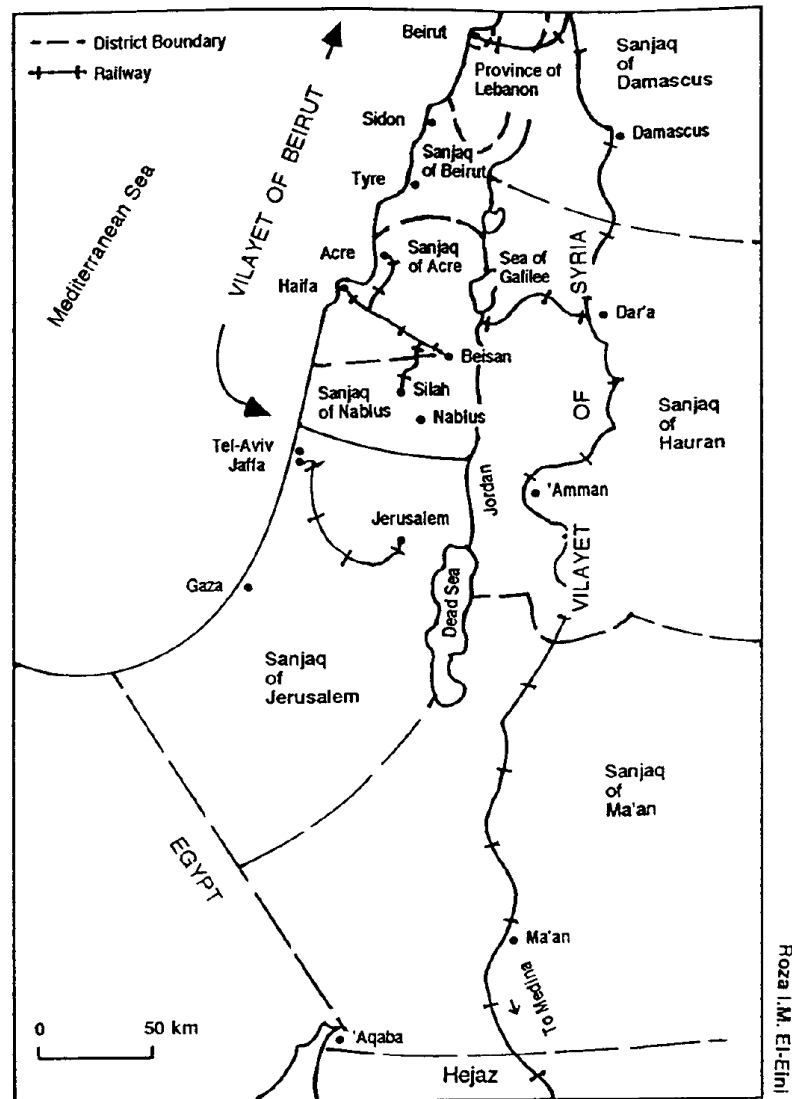 District Boundary
Railway
Beirut
Sanjaq
of
Damascus
Province of
Lebanon
VILAYET OF BEIRUT
Mediterranean Sea
Sidon
Damascus
Sanjaq
of Beirut
Tyre
Acre
Sanjaq
of Acre
Sea of
Galilee
Haifa
Dar'a
Beisan
Sanjaq
of Nablus
Silah
Nablus
Sanjaq
of
Hauran
Tel-Aviv
Jaffa
Jordan
'Amman
Jerusalem
VILAYET OF SYRIA
Gaza
Dead Sea
Sanjaq
of
Jerusalem
Sanjaq
of
Ma'an
EGYPT
Ma'an
To Medina
0 50 km
'Aqaba
Hejaz
Roza I.M. El-Eini